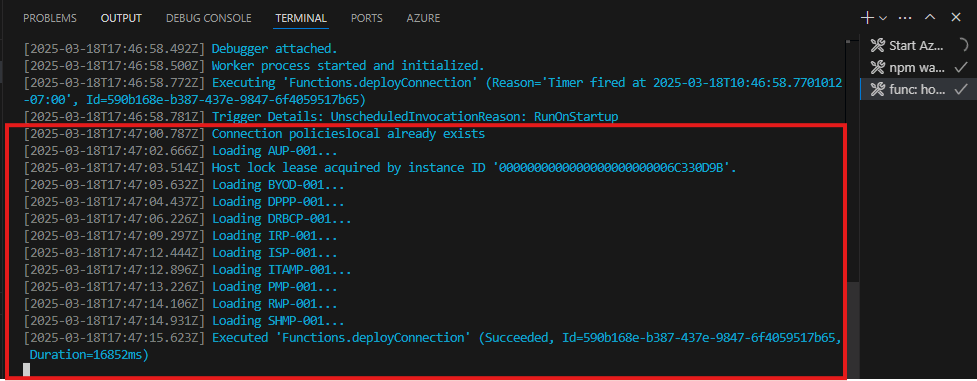 PROBLEMS OUTPUT DEBUG CONSOLE TERMINAL PORTS AZURE
[2025-03-18T17:46:58.492Z] Debugger attached.
[2025-03-18T17:46:58.500Z] Worker process started and initialized.
[2025-03-18T17:46:58.772Z] Executing 'Functions.deployConnection' (Reason='Timer fired at 2025-03-18T10:46:58.7701012
-07:00', Id=590b168e-b387-437e-9847-6f4059517b65)
[2025-03-18T17:46:58.781Z] Trigger Details: UnscheduledInvocationReason: RunOnStartup
[2025-03-18T17:47:00.787Z] Connection policieslocal already exists
[2025-03-18T17:47:02.666Z] Loading AUP-001...
[2025-03-18T17:47:03.514Z] Host lock lease acquired by instance ID '0000000000000000000000006C330D9B'.
[2025-03-18T17:47:03.632Z] Loading BYOD-001...
[2025-03-18T17:47:04.437Z] Loading DPPP-001...
[2025-03-18T17:47:06.226Z] Loading DRBCP-001...
[2025-03-18T17:47:09.297Z] Loading IRP-001...
[2025-03-18T17:47:12.444Z] Loading ISP-001...
[2025-03-18T17:47:12.896Z] Loading ITAMP-001...
[2025-03-18T17:47:13.226Z] Loading PMP-001...
[2025-03-18T17:47:14.106Z] Loading RWP-001...
[2025-03-18T17:47:14.931Z] Loading SHMP-001...
[2025-03-18T17:47:15.623Z] Executed 'Functions.deployConnection' (Succeeded, Id=590b168e-b387-437e-9847-6f4059517b65,
Duration=16852ms)
Start Az...
npm wa...
func: ho...